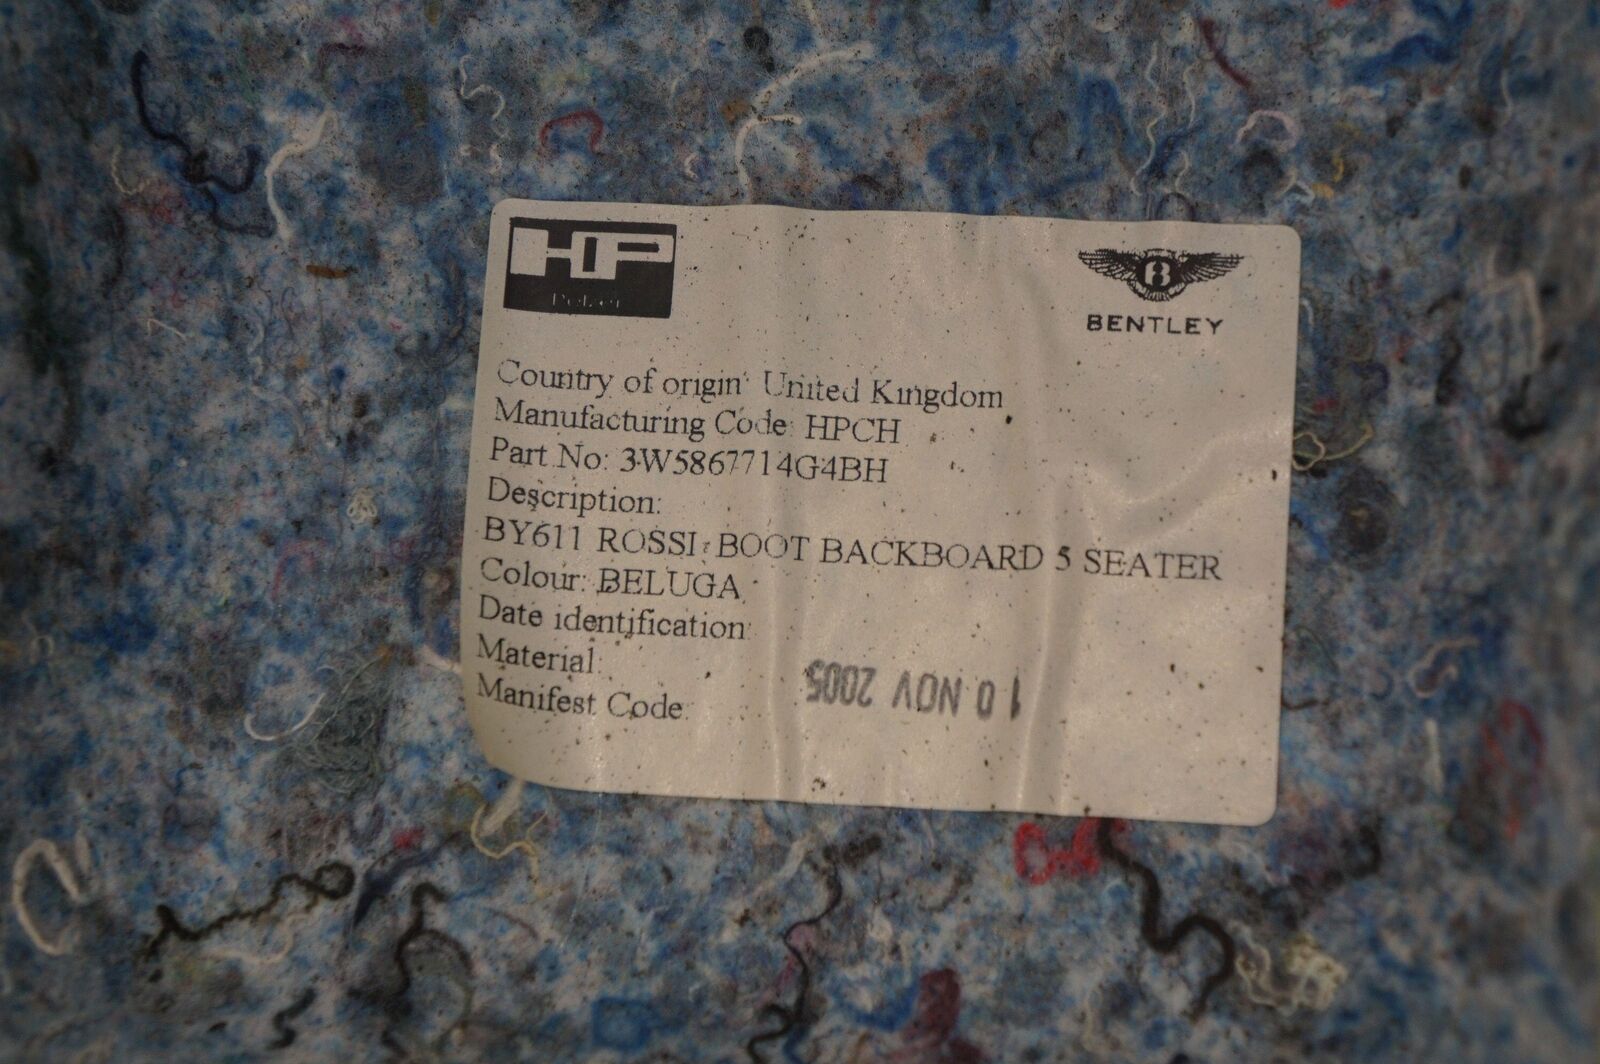 HP
Pelzer
B
BENTLEY
Country of origin: United Kingdom
Manufacturing Code: HPCH
Part No: 3W5867714G4BH
Description:
BY611 ROSSI BOOT BACKBOARD 5 SEATER
Colour: BELUGA
Date identification:
Material:
Manifest Code:
10 NOV 2005